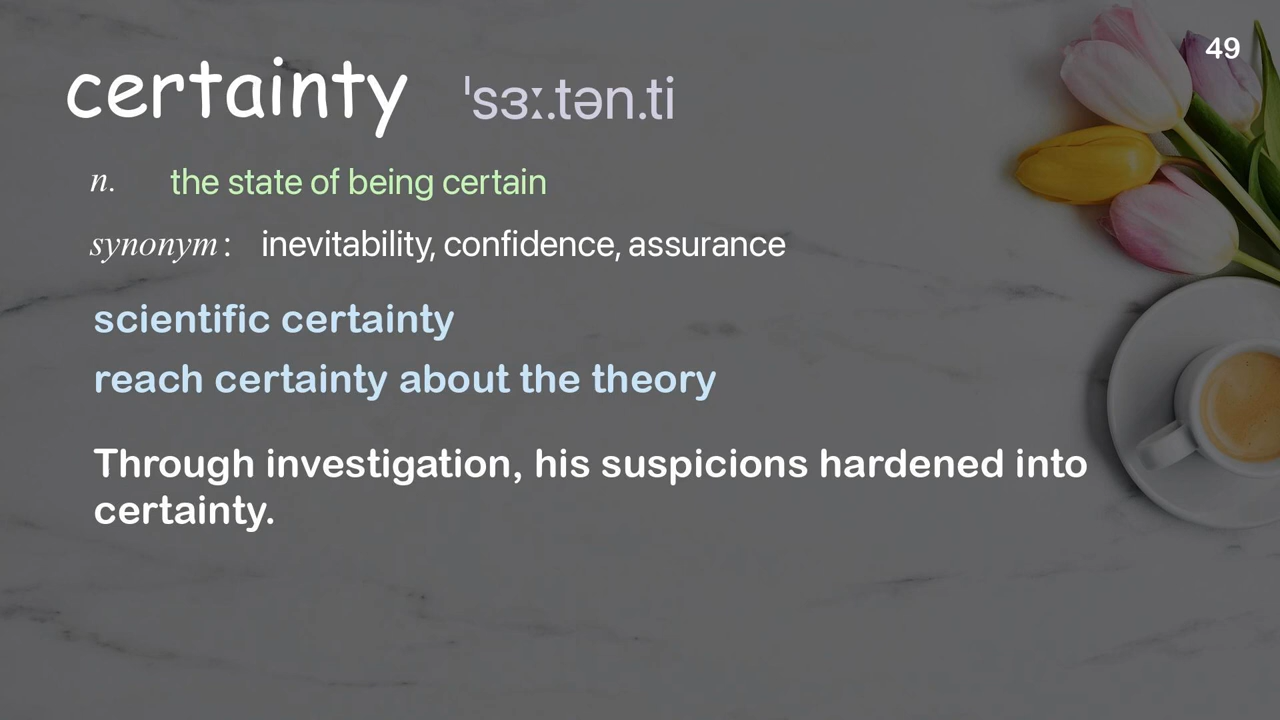 49
certainty ˈsɜː.tən.ti
n. the state of being certain
synonym: inevitability, confidence, assurance
scientific certainty
reach certainty about the theory
Through investigation, his suspicions hardened into
certainty.